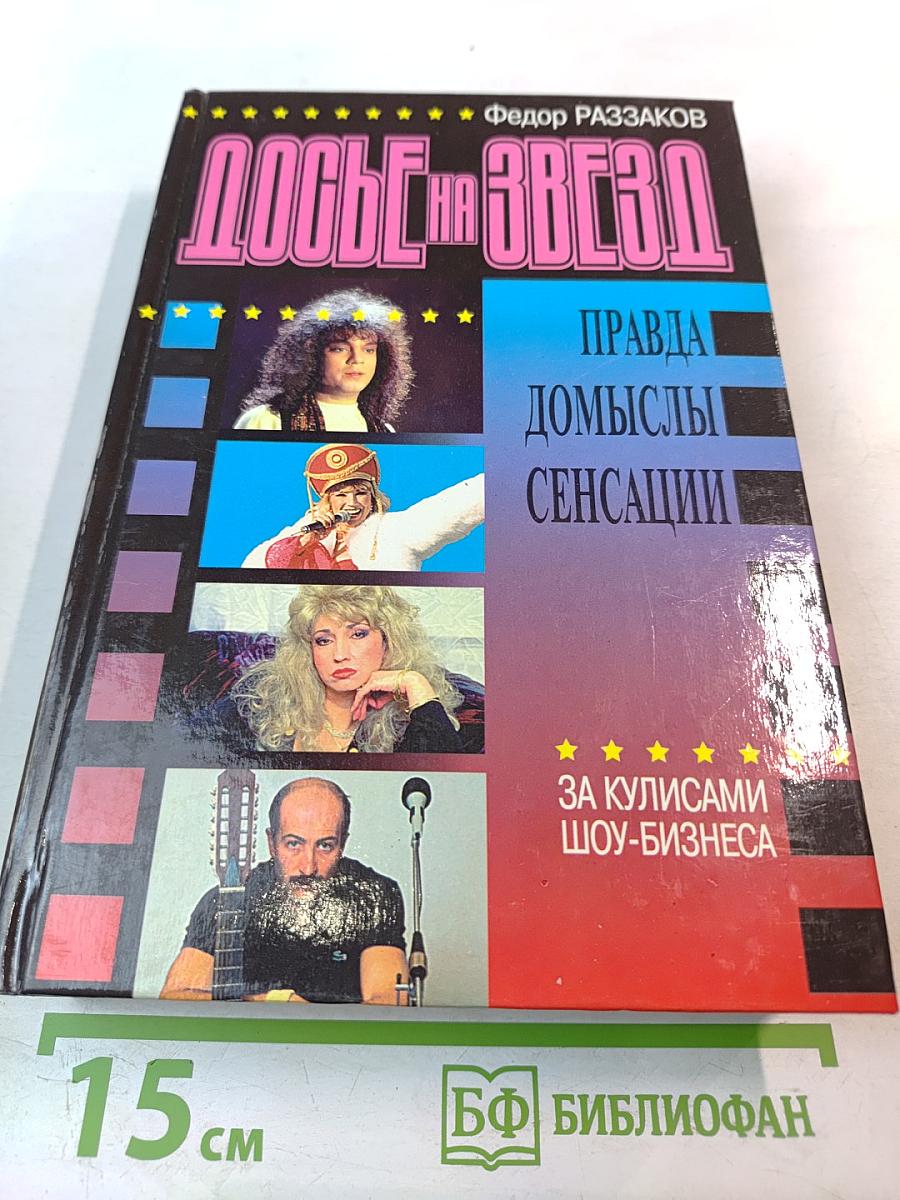 Федор РАЗЗАКОВ
ДОСЬЕ НА ЗВЕЗД
ПРАВДА
ДОМЫСЛЫ
СЕНСАЦИИ
ЗА КУЛИСАМИ
ШОУ-БИЗНЕСА
15 см
БФ БИБЛИОФАН